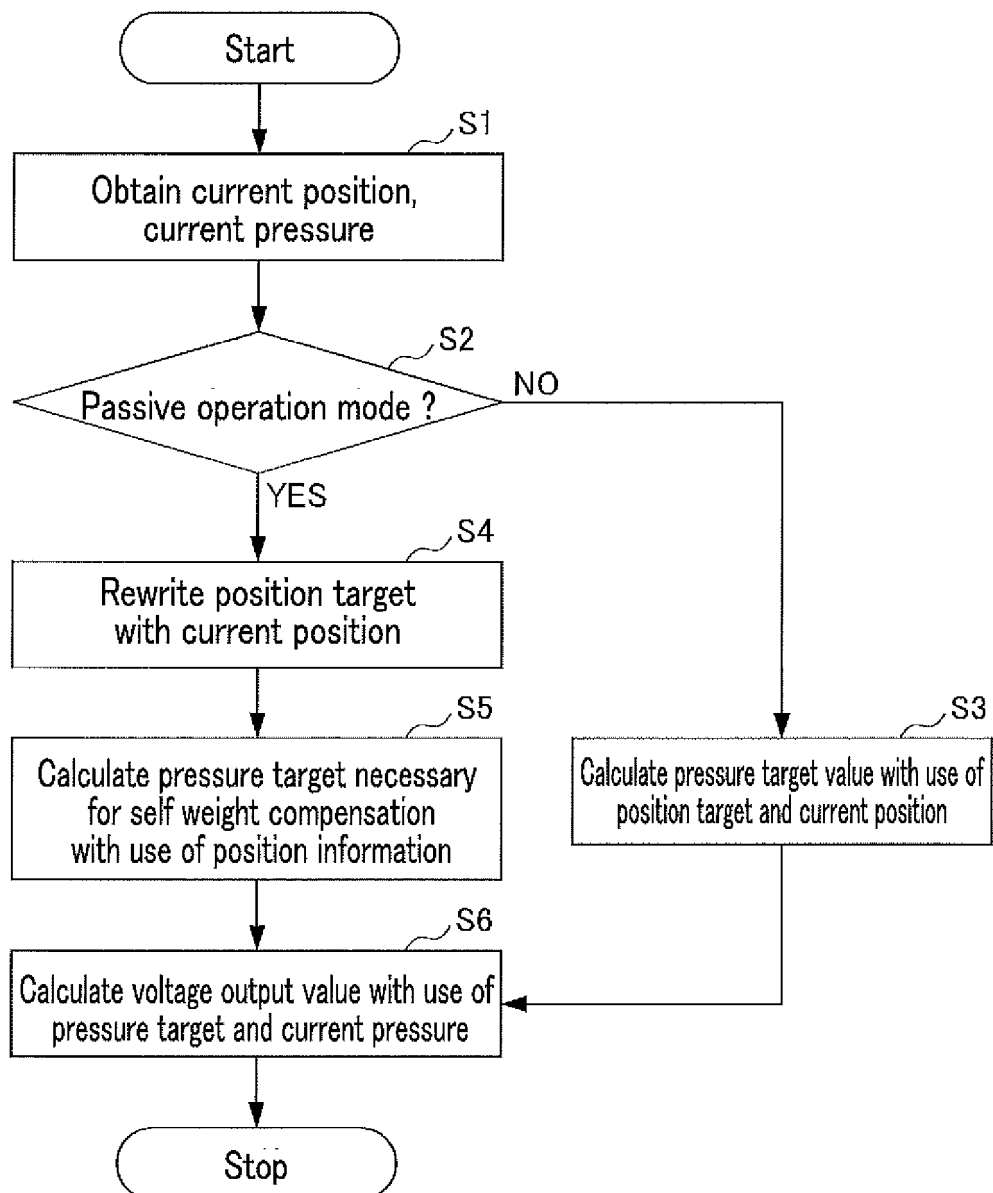 Start
S1
Obtain current position,
current pressure
S2
Passive operation mode ?
NO
YES
S4
Rewrite position target
with current position
S5
Calculate pressure target necessary
for self weight compensation
with use of position information
S3
Calculate pressure target value with use of
position target and current position
S6
Calculate voltage output value with use of
pressure target and current pressure
Stop